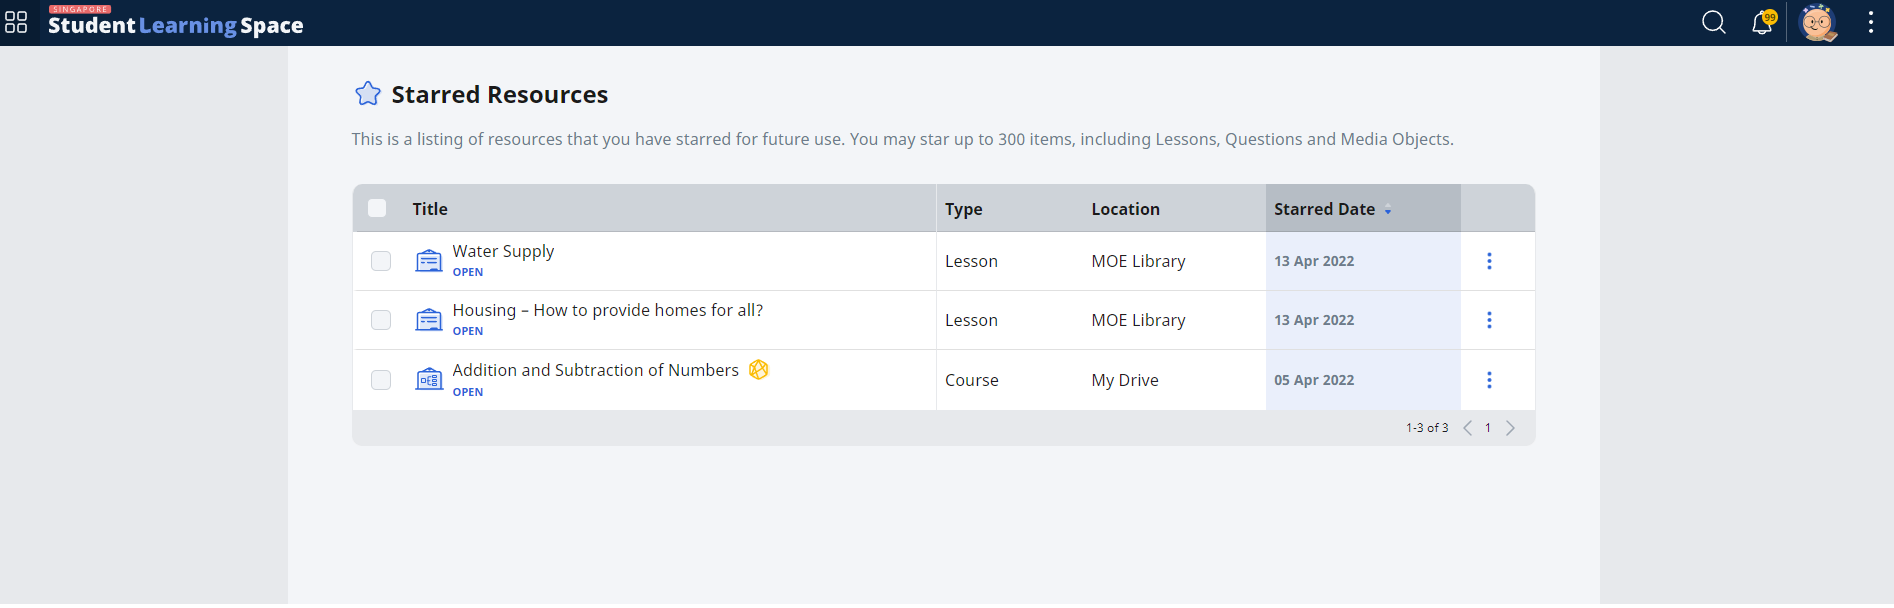 SINGAPORE
Student Learning Space
99
Starred Resources
This is a listing of resources that you have starred for future use. You may star up to 300 items, including Lessons, Questions and Media Objects.
Title Type Location Starred Date
Water Supply
OPEN
Lesson MOE Library 13 Apr 2022
Housing – How to provide homes for all?
OPEN
Lesson MOE Library 13 Apr 2022
Addition and Subtraction of Numbers
OPEN
Course My Drive 05 Apr 2022
1-3 of 3 1